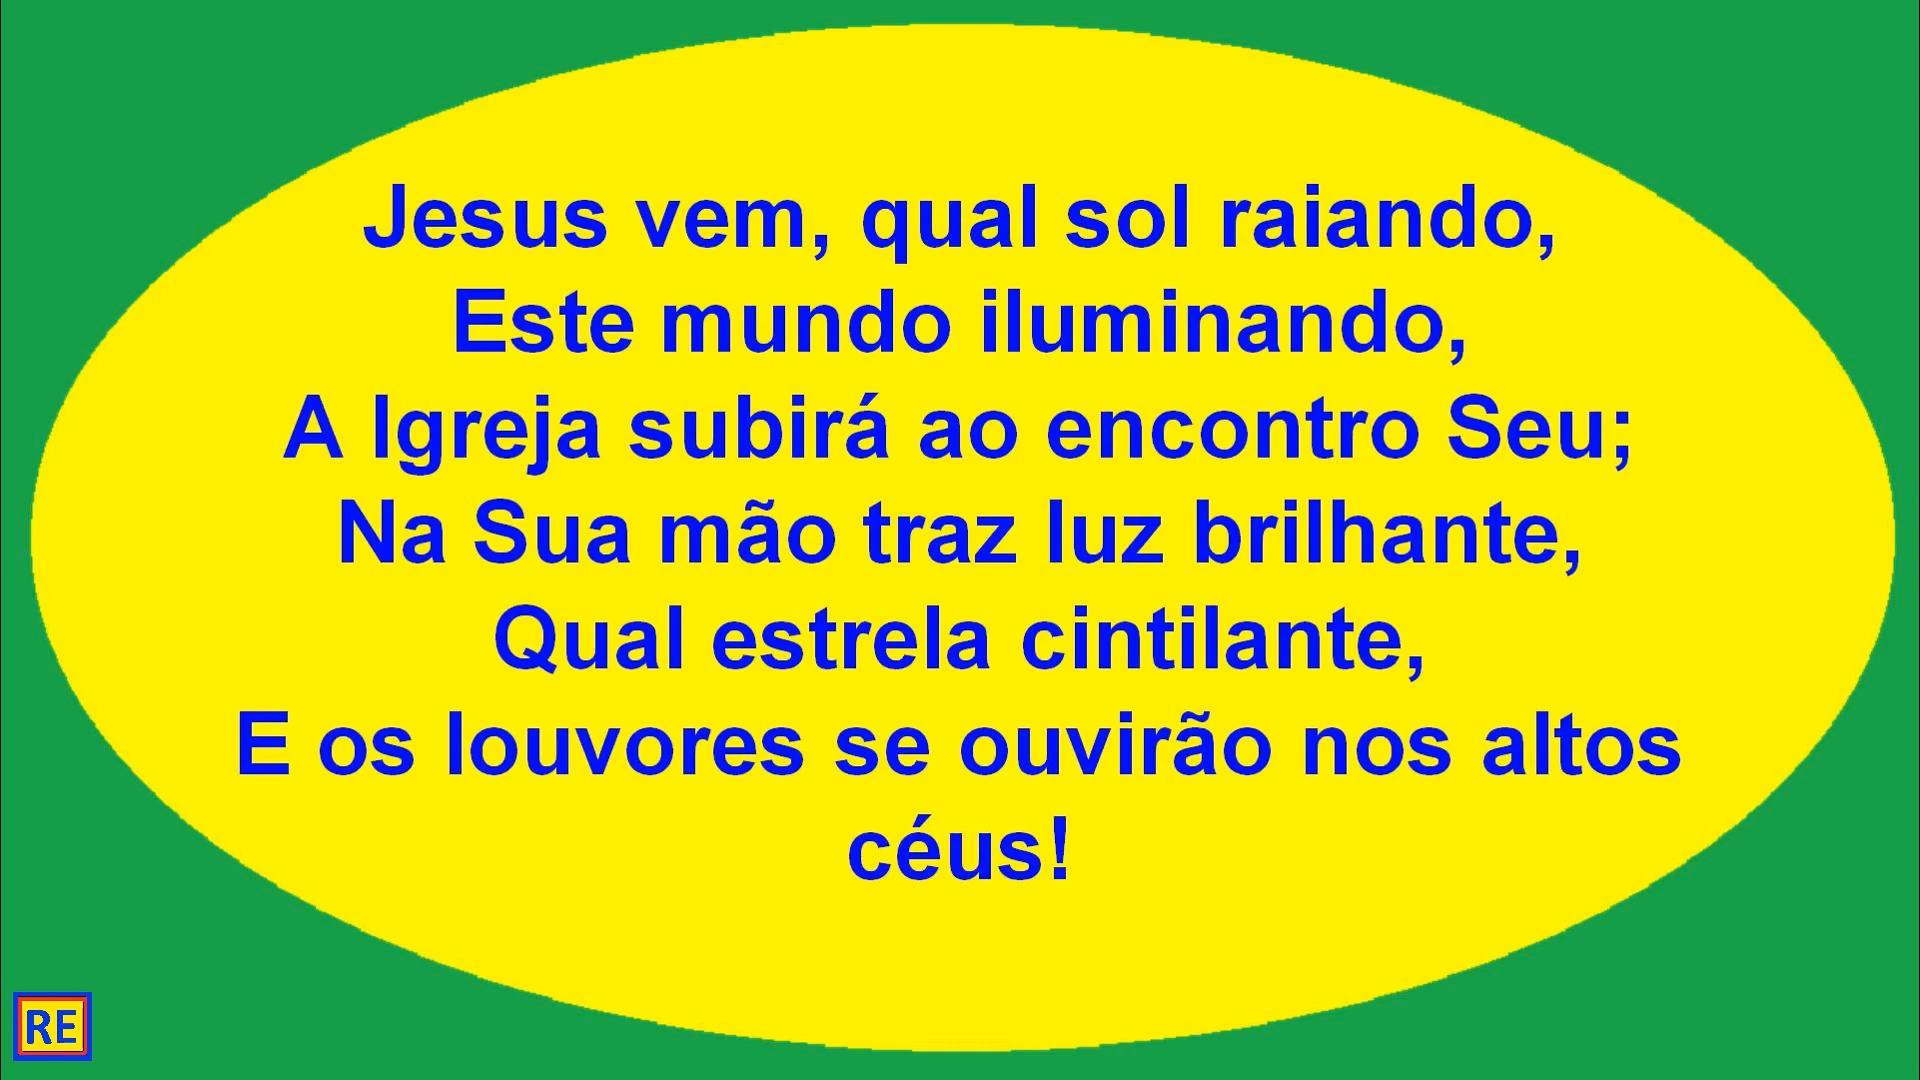 Jesus vem, qual sol raiando,
Este mundo iluminando,
A Igreja subirá ao encontro Seu;
Na Sua mão traz luz brilhante,
Qual estrela cintilante,
E os louvores se ouvirão nos altos
céus!
RE